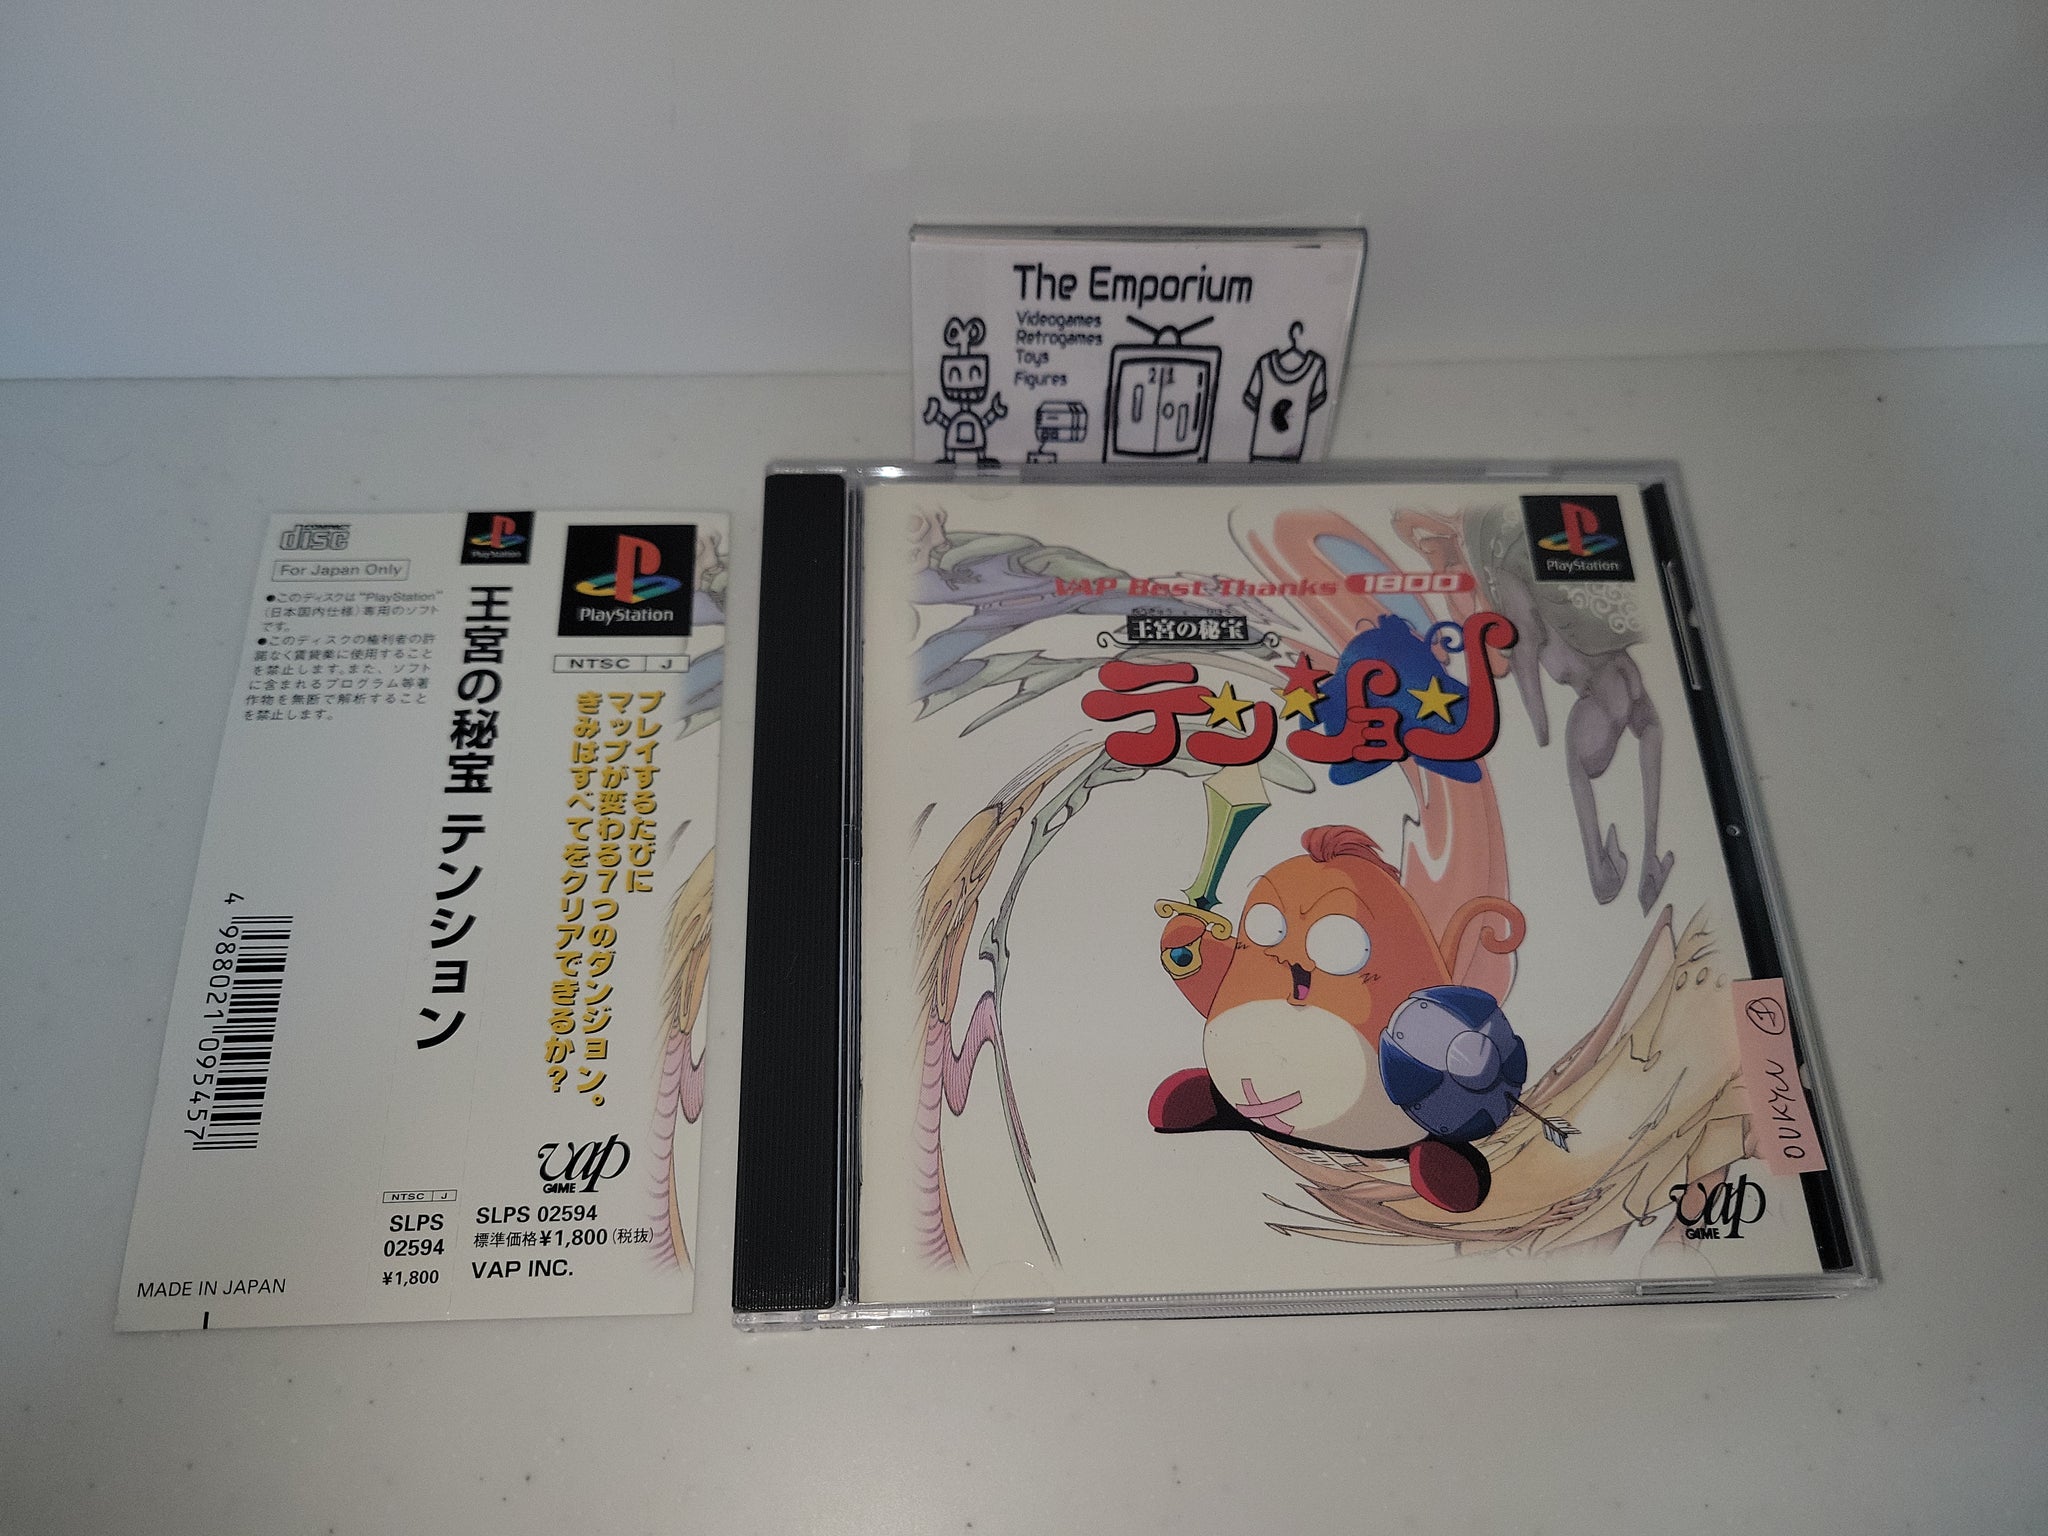 The Emporium
Videogames
Retrogames
Toys
Figures
COMPACT
disc
For Japan Only
●このディスクは"PlayStation"
(日本国内仕様)専用のソフト
です。
●このディスクの権利者の許
諾なく賃貸業に使用すること
を禁止します。また、ソフト
に含まれるプログラム等著
作物を無断で解析すること
を禁止します。
4 988021 095457
MADE IN JAPAN
PlayStation
王宮の秘宝 テンション
NTSC J
SLPS
02594
¥1,800
PlayStation
NTSC J
プレイするたびに
マップが変わる7つのダンジョン。
きみはすべてをクリアできるか?
vap
GAME
SLPS 02594
標準価格¥1,800(税抜)
VAP INC.
PlayStation
VAP Best Thanks 1800
王宮の秘宝
テンション
vap
GAME